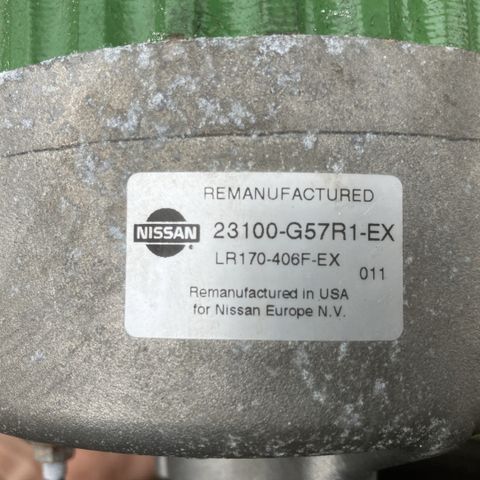 REMANUFACTURED
NISSAN 23100-G57R1-EX
LR170-406F-EX
011
Remanufactured in USA
for Nissan Europe N.V.